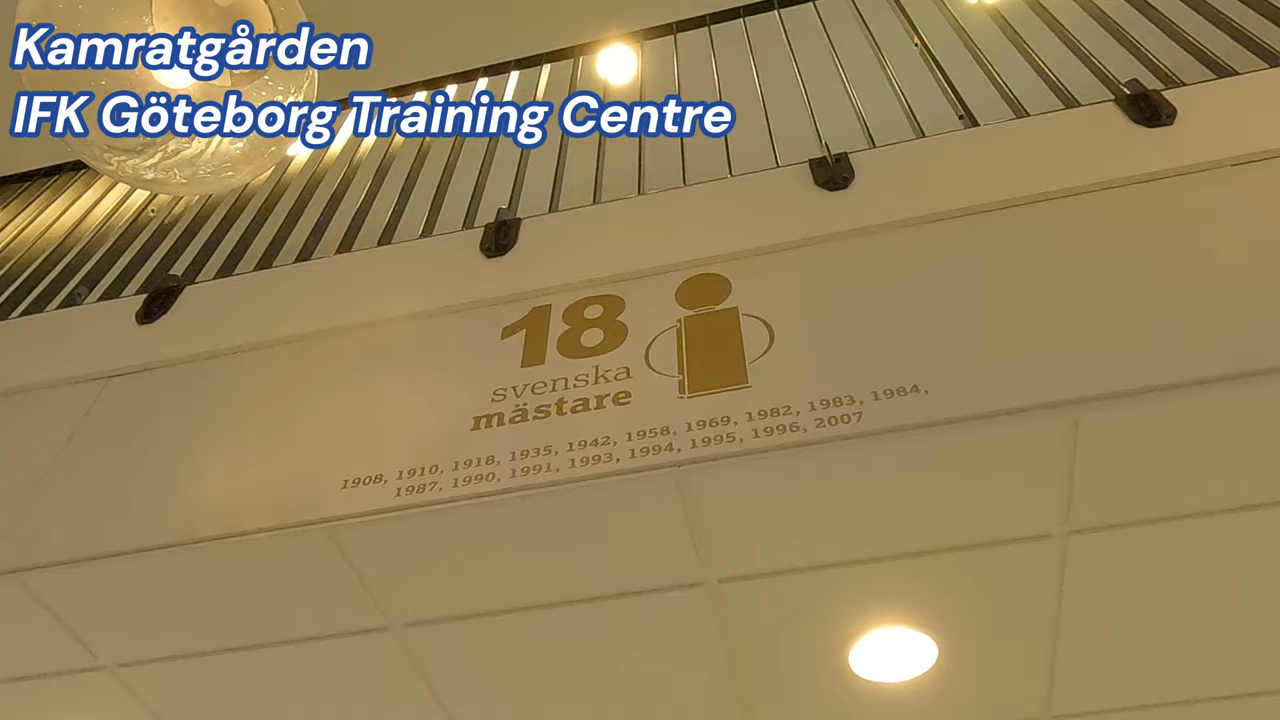 Kamratgården
IFK Göteborg Training Centre
18
svenska
mästare
1908, 1910, 1918, 1935, 1942, 1958, 1969, 1982, 1983, 1984,
1987, 1990, 1991, 1993, 1994, 1995, 1996, 2007